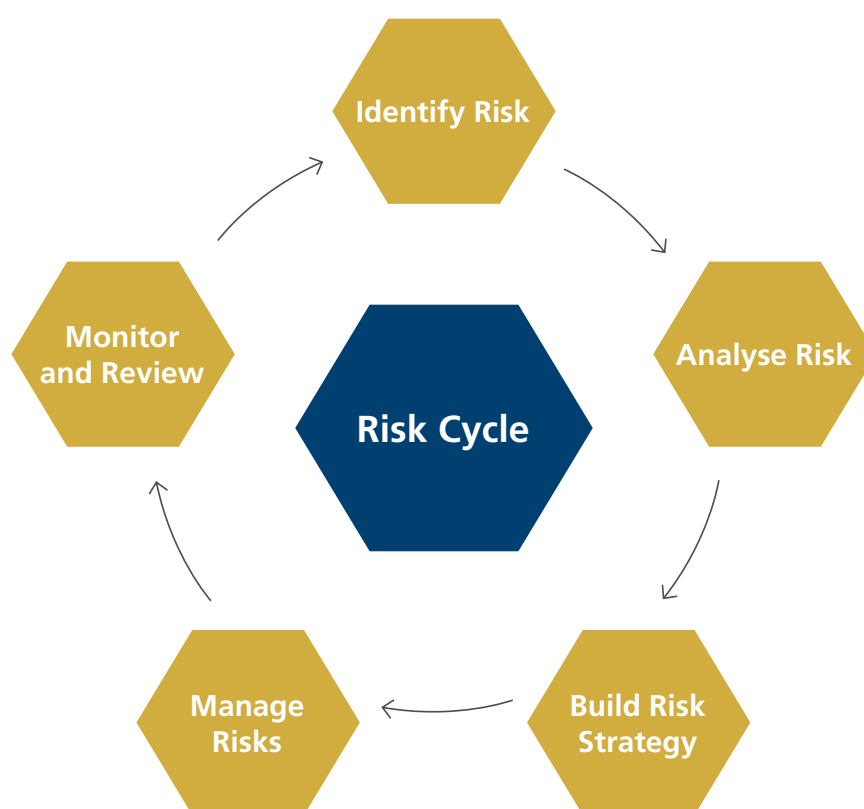 Identify Risk
Analyse Risk
Build Risk
Strategy
Manage
Risks
Monitor
and Review
Risk Cycle